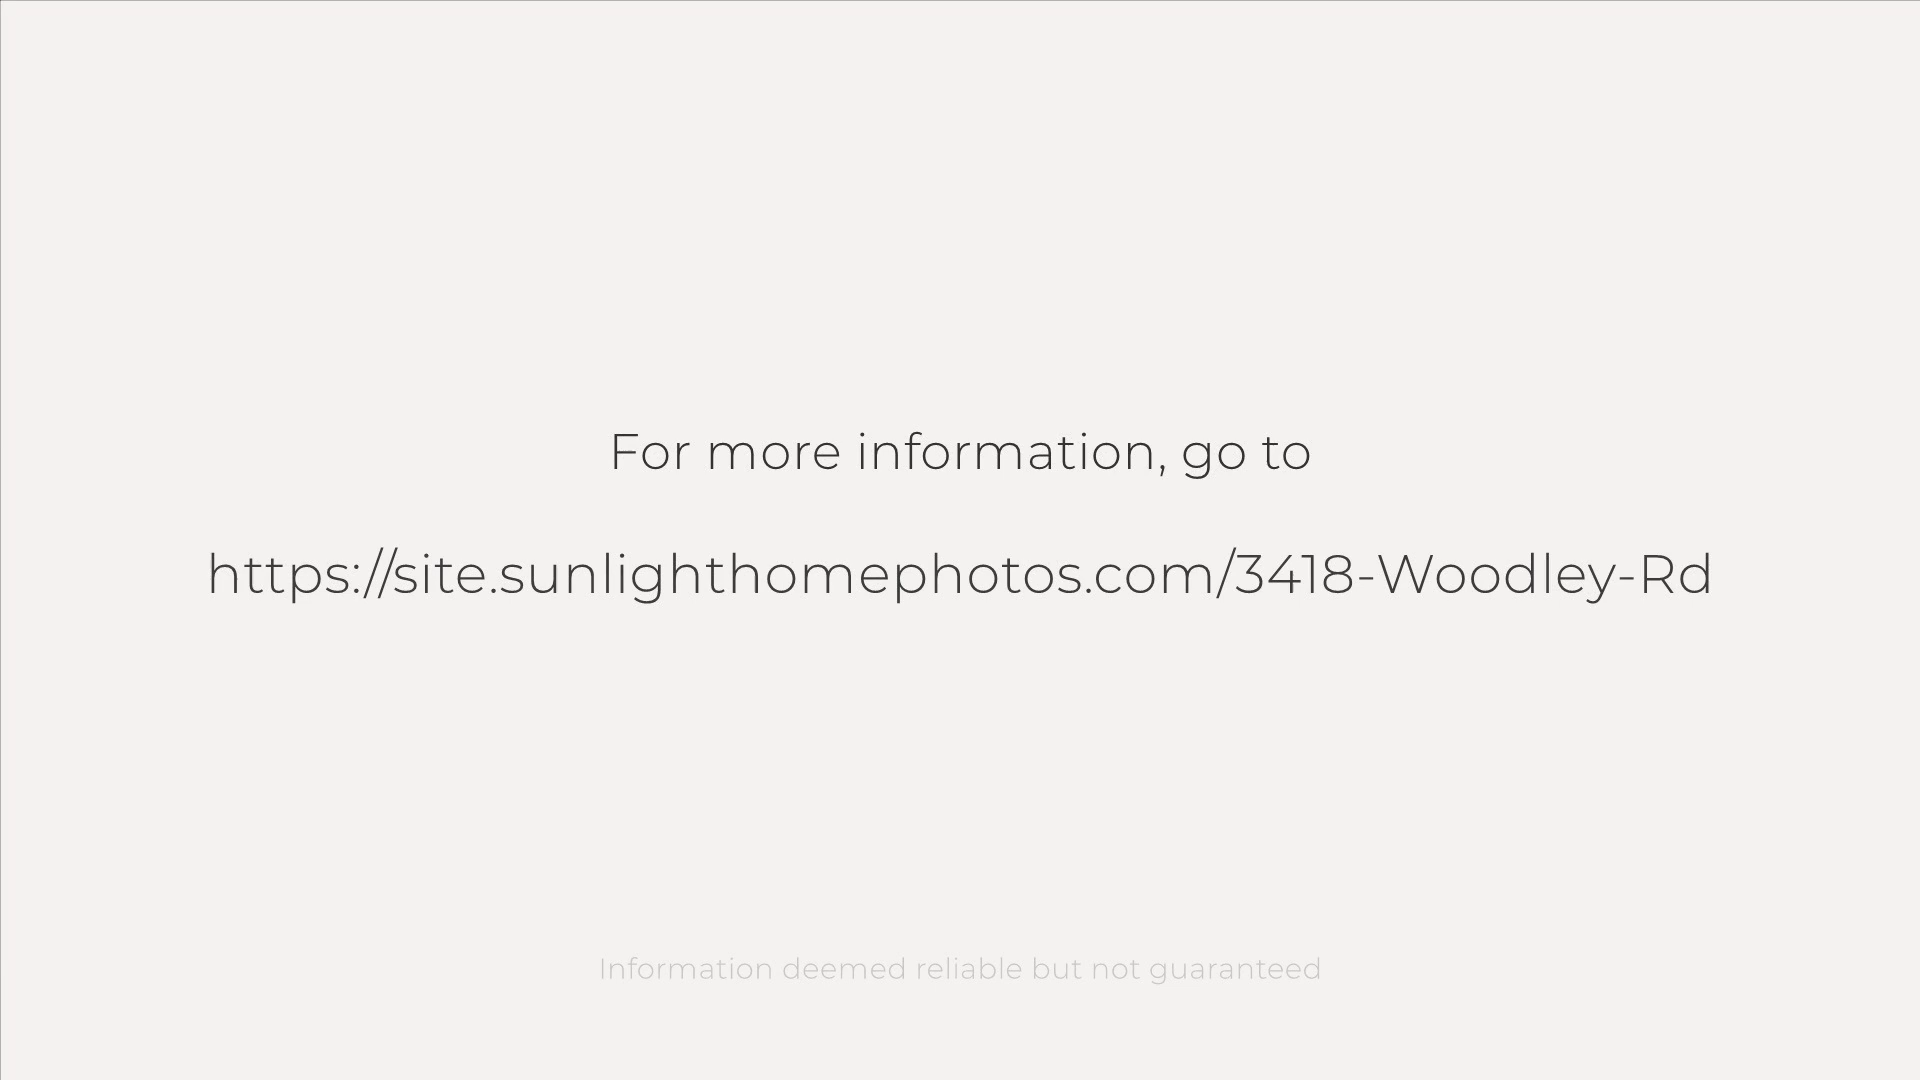 For more information, go to
https://site.sunlighthomephotos.com/3418-Woodley-Rd
Information deemed reliable but not guaranteed